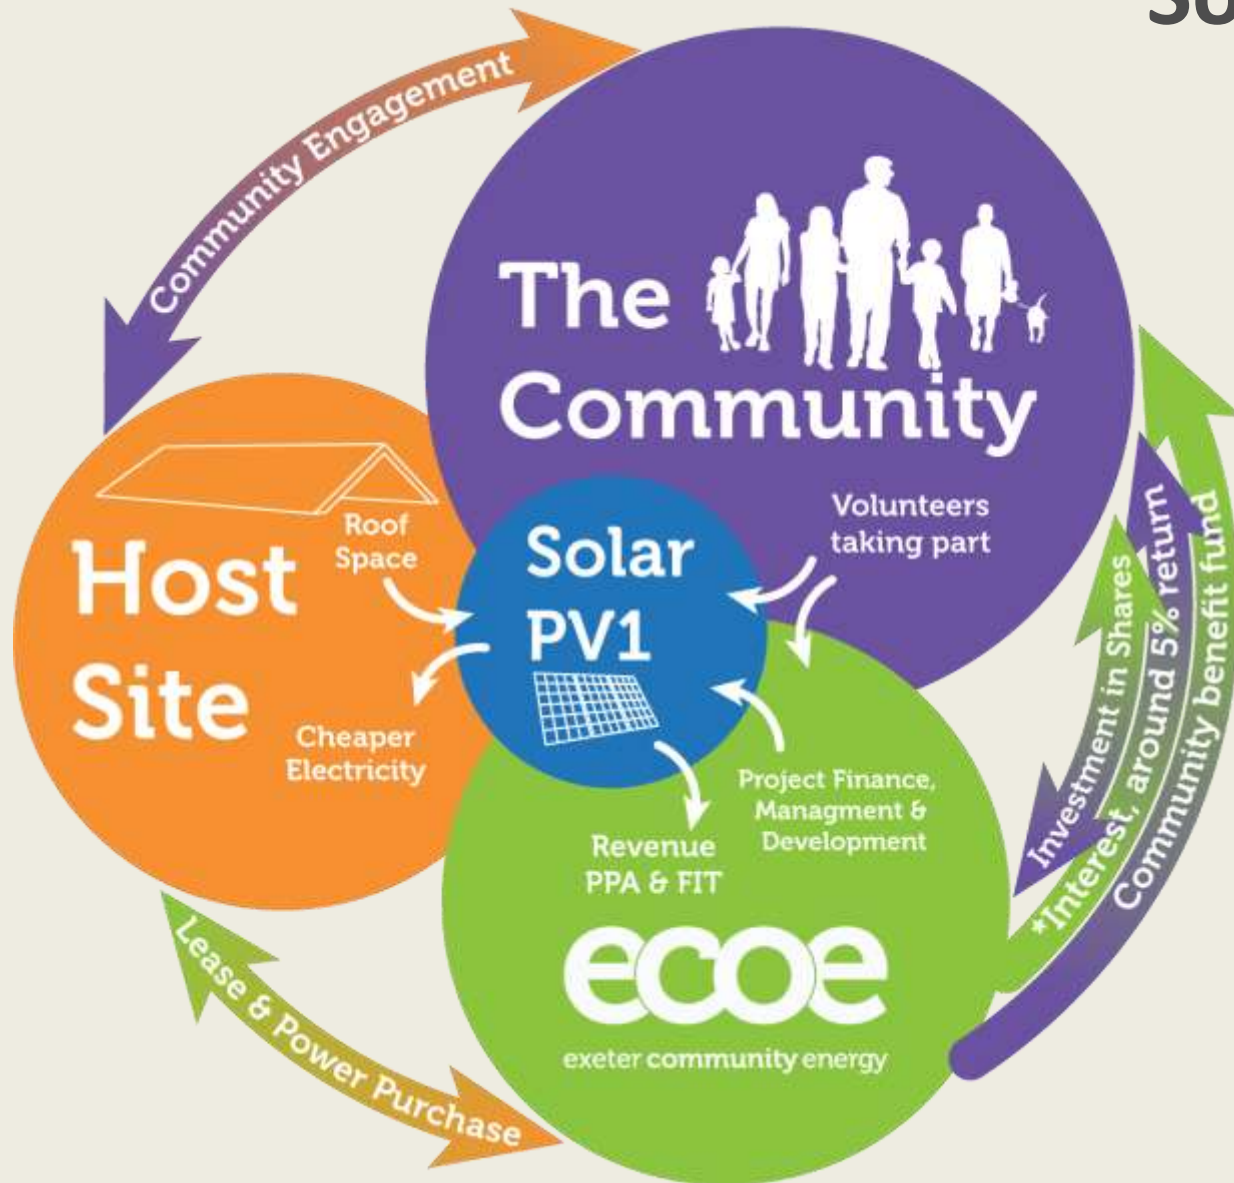 Community Engagement
The
Community
Volunteers
taking part
Roof
Space
Host
Site
Cheaper
Electricity
Solar
PV1
Project Finance,
Managment &
Development
Revenue
PPA & FIT
ecoe
exeter community energy
Investment in Shares
*Interest, around 5% return
Community benefit fund
Lease & Power Purchase